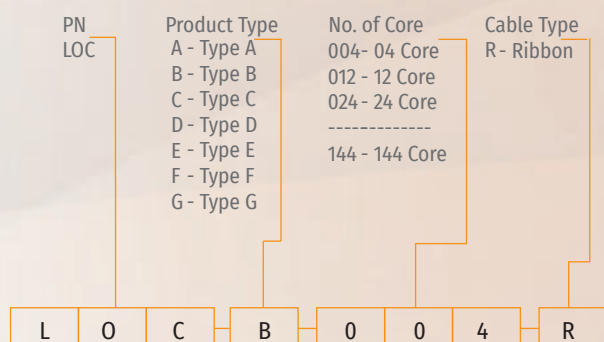 PN
LOC
Product Type
A - Type A
B - Type B
C - Type C
D - Type D
E - Type E
F - Type F
G - Type G
No. of Core
004- 04 Core
012 - 12 Core
024 - 24 Core
-------------
144 - 144 Core
Cable Type
R - Ribbon
L O C - B - 0 0 4 - R